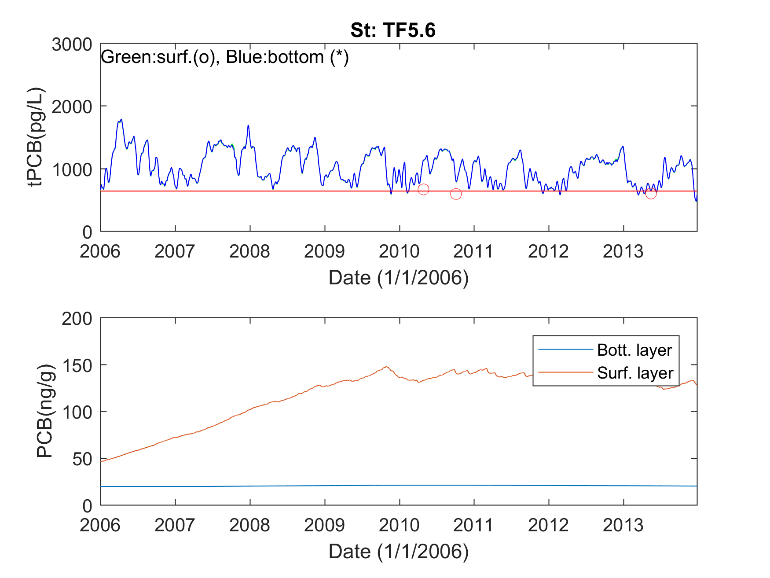 St: TF5.6
Green:surf.(o), Blue:bottom (*)
3000
2000
1000
0
tPCB(pg/L)
2006 2007 2008 2009 2010 2011 2012 2013
Date (1/1/2006)
200
150
100
50
0
PCB(ng/g)
Bott. layer
Surf. layer
2006 2007 2008 2009 2010 2011 2012 2013
Date (1/1/2006)